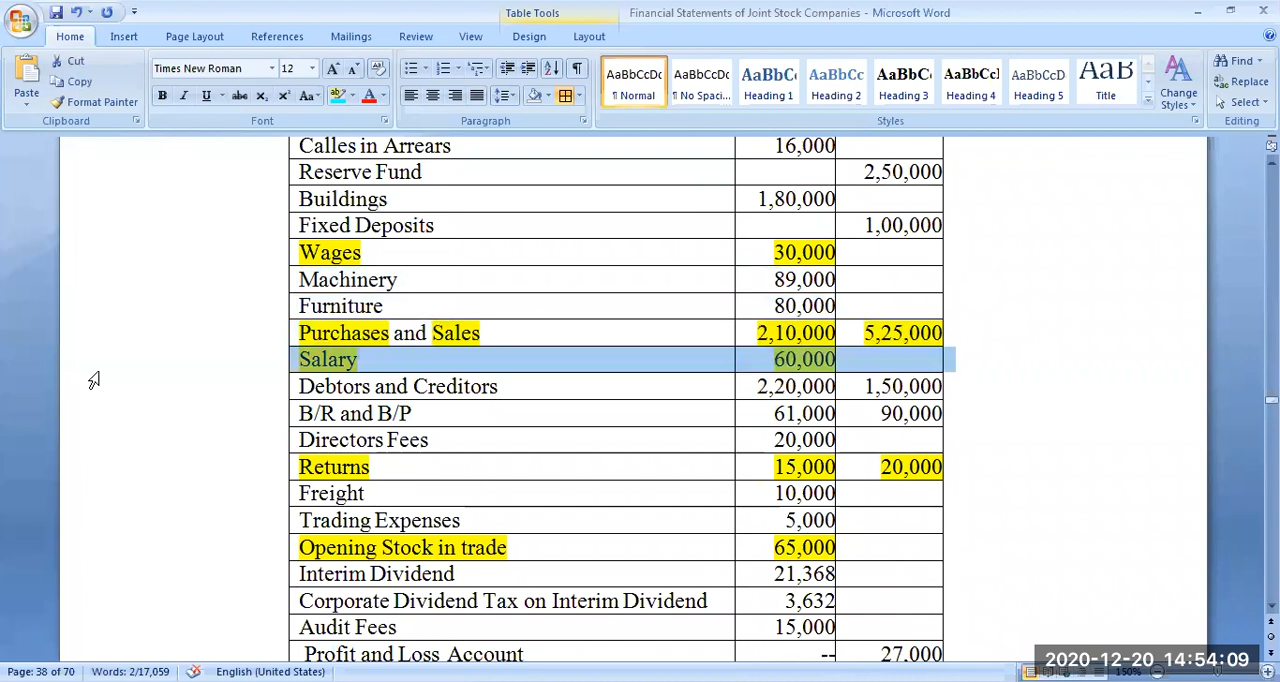 Table Tools
Financial Statements of Joint Stock Companies - Microsoft Word
Home Insert Page Layout References Mailings Review View Design Layout
Paste
Cut
Copy
Format Painter
Clipboard
Times New Roman 12
Font
Paragraph
AaBbCcDc AaBbCcDc AaBbC AaBbCc AaBbC AaBbCcI AaBbCcD AaB
¶ Normal ¶ No Spaci... Heading 1 Heading 2 Heading 3 Heading 4 Heading 5 Title
Change Styles
Styles
Find
Replace
Select
Editing
Calles in Arrears 16,000
Reserve Fund 2,50,000
Buildings 1,80,000
Fixed Deposits 1,00,000
Wages 30,000
Machinery 89,000
Furniture 80,000
Purchases and Sales 2,10,000 5,25,000
Salary 60,000
Debtors and Creditors 2,20,000 1,50,000
B/R and B/P 61,000 90,000
Directors Fees 20,000
Returns 15,000 20,000
Freight 10,000
Trading Expenses 5,000
Opening Stock in trade 65,000
Interim Dividend 21,368
Corporate Dividend Tax on Interim Dividend 3,632
Audit Fees 15,000
Profit and Loss Account -- 27,000
Page: 38 of 70 Words: 2/17,059 English (United States) 150%
2020-12-20 14:54:09